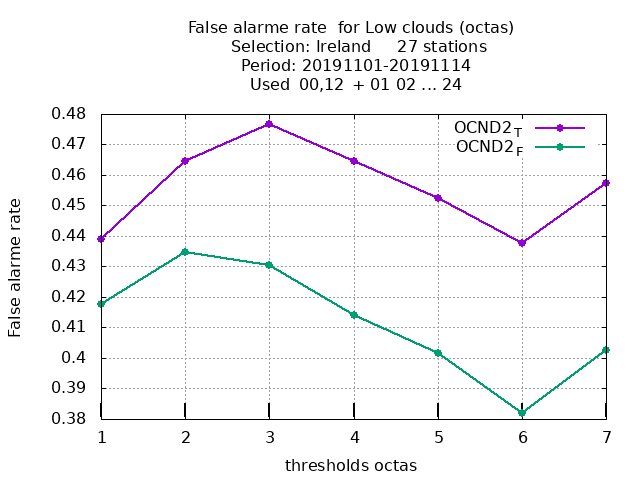 False alarme rate  for Low clouds (octas)
Selection: Ireland     27 stations
Period: 20191101-20191114
Used  00,12  + 01 02 ... 24
OCND2_T
OCND2_F
False alarme rate
0.48
0.47
0.46
0.45
0.44
0.43
0.42
0.41
0.4
0.39
0.38
1 2 3 4 5 6 7
thresholds octas